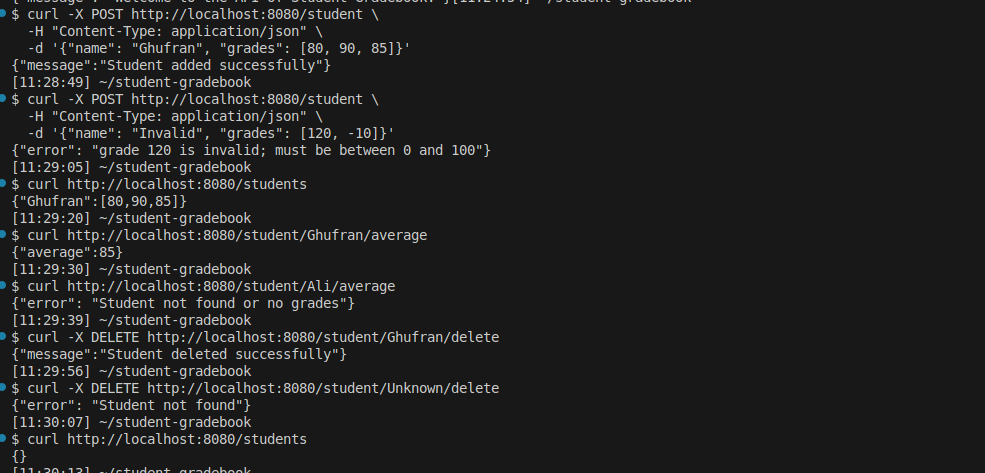 $ curl -X POST http://localhost:8080/student \
-H "Content-Type: application/json" \
-d '{"name": "Ghufran", "grades": [80, 90, 85]}'
{"message":"Student added successfully"}
[11:28:49] ~/student-gradebook
$ curl -X POST http://localhost:8080/student \
-H "Content-Type: application/json" \
-d '{"name": "Invalid", "grades": [120, -10]}'
{"error": "grade 120 is invalid; must be between 0 and 100"}
[11:29:05] ~/student-gradebook
$ curl http://localhost:8080/students
{"Ghufran":[80,90,85]}
[11:29:20] ~/student-gradebook
$ curl http://localhost:8080/student/Ghufran/average
{"average":85}
[11:29:30] ~/student-gradebook
$ curl http://localhost:8080/student/Ali/average
{"error": "Student not found or no grades"}
[11:29:39] ~/student-gradebook
$ curl -X DELETE http://localhost:8080/student/Ghufran/delete
{"message":"Student deleted successfully"}
[11:29:56] ~/student-gradebook
$ curl -X DELETE http://localhost:8080/student/Unknown/delete
{"error": "Student not found"}
[11:30:07] ~/student-gradebook
$ curl http://localhost:8080/students
{}
[11:30:13] ~/student-gradebook